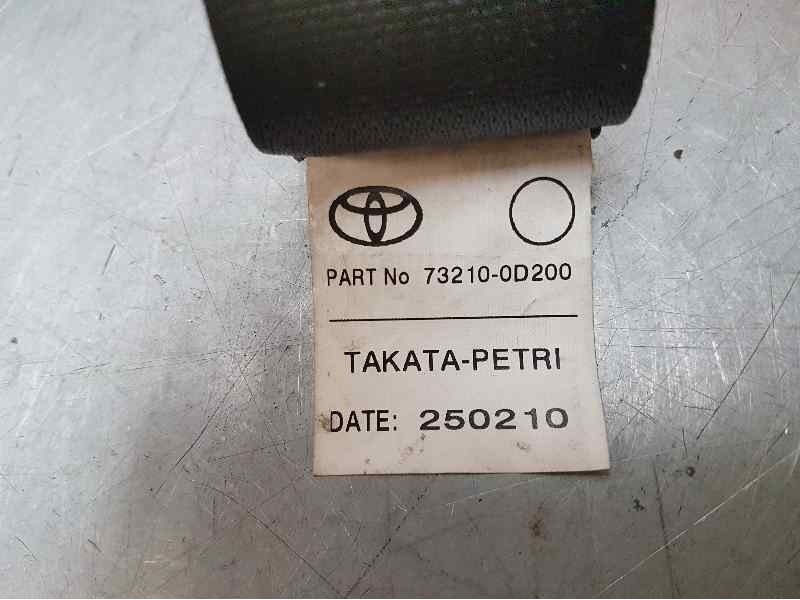 PART No 73210-0D200
TAKATA-PETRI
DATE: 250210